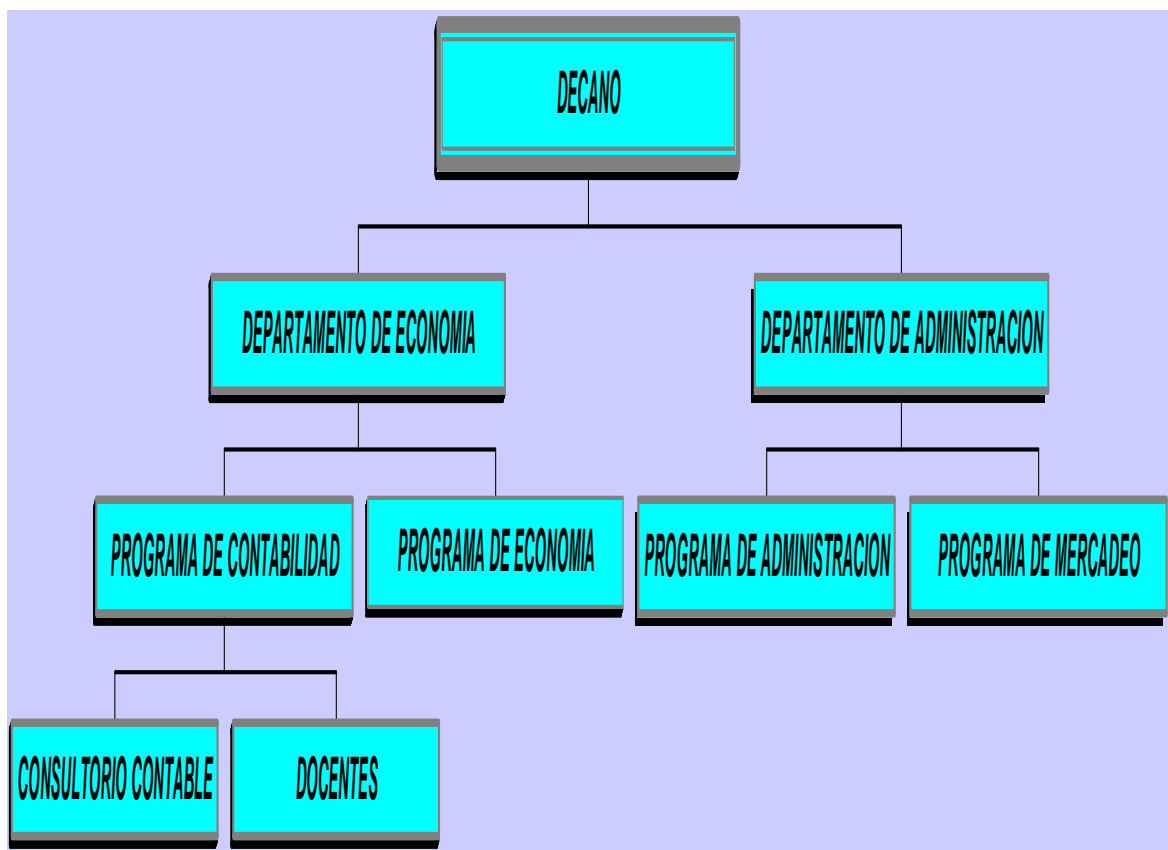 DECANO
DEPARTAMENTO DE ECONOMIA
DEPARTAMENTO DE ADMINISTRACION
PROGRAMA DE CONTABILIDAD
PROGRAMA DE ECONOMIA
PROGRAMA DE ADMINISTRACION
PROGRAMA DE MERCADEO
CONSULTORIO CONTABLE
DOCENTES